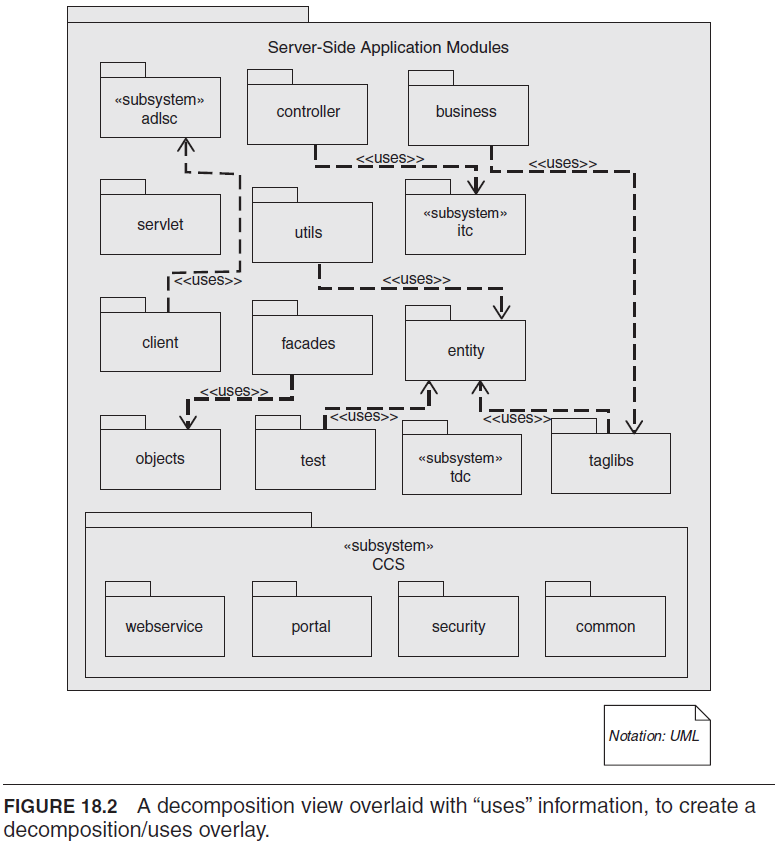 Server-Side Application Modules
«subsystem»
adlsc
controller
business
<<uses>>
<<uses>>
servlet
utils
«subsystem»
itc
<<uses>>
<<uses>>
client
facades
entity
<<uses>>
<<uses>>
<<uses>>
objects
test
«subsystem»
tdc
taglibs
«subsystem»
CCS
webservice
portal
security
common
Notation: UML
FIGURE 18.2 A decomposition view overlaid with “uses” information, to create a
decomposition/uses overlay.